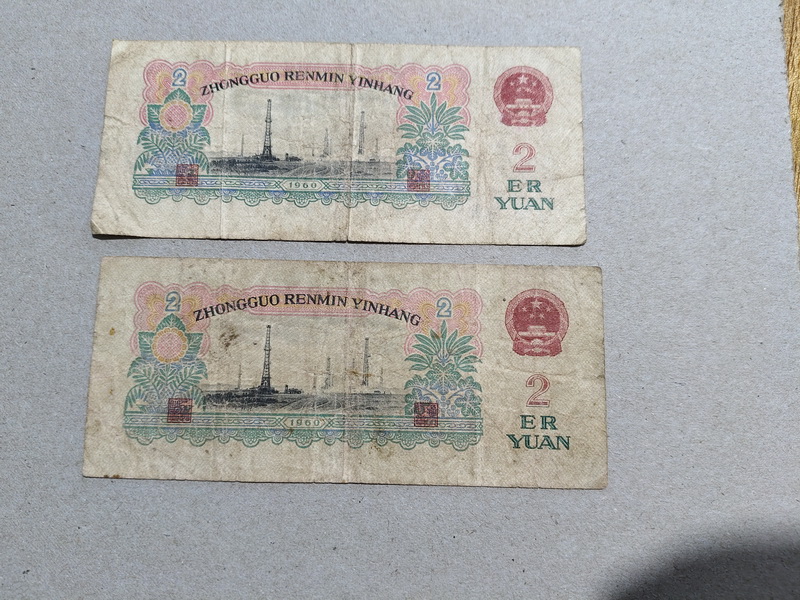 2 2
ZHONGGUO RENMIN YINHANG
1960
2
ER
YUAN
2 2
ZHONGGUO RENMIN YINHANG
1960
2
ER
YUAN